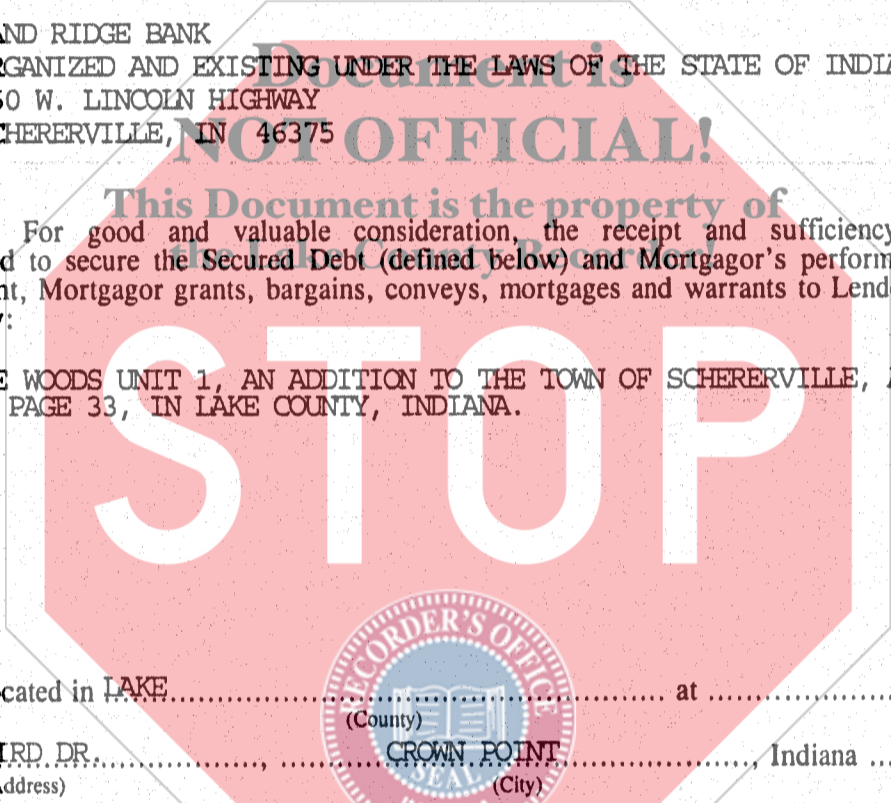 AND RIDGE BANK
Document is
RGANIZED AND EXISTING UNDER THE LAWS OF THE STATE OF INDIA
50 W. LINCOLN HIGHWAY
CHERERVILLE, IN 46375
NOT OFFICIAL!
This Document is the property of
For good and valuable consideration, the receipt and sufficiency
the Lake County Recorder!
d to secure the Secured Debt (defined below) and Mortgagor's perform
nt, Mortgagor grants, bargains, conveys, mortgages and warrants to Lend
y:
E WOODS UNIT 1, AN ADDITION TO THE TOWN OF SCHERERVILLE,
PAGE 33, IN LAKE COUNTY, INDIANA.
STOP
RECORDER'S OFFICE
cated in LAKE.................................................................. at ......................
(County)
IRD DR. ........................, ............... CROWN POINT ..........................., Indiana ...
SEAL
ddress) (City)